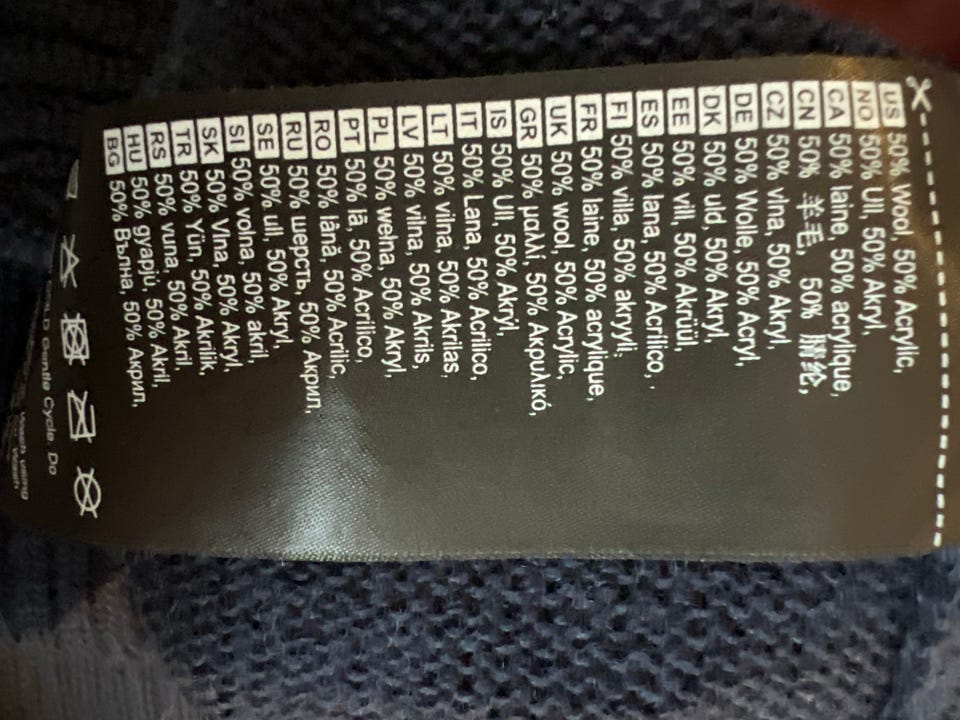 US 50% Wool, 50% Acrylic,
NO 50% Ull, 50% Akryl,
CA 50% laine, 50% acrylique,
CN 50% 羊毛, 50% 腈纶,
CZ 50% vlna, 50% Akryl,
DE 50% Wolle, 50% Acryl,
DK 50% uld, 50% Akryl,
EE 50% vill, 50% Akrüül,
ES 50% lana, 50% Acrilico,
FI 50% villa, 50% akryyli,
FR 50% laine, 50% acrylique,
UK 50% wool, 50% Acrylic,
GR 50% μαλλί, 50% Ακρυλικό,
IS 50% Ull, 50% Akrýl,
IT 50% Lana, 50% Acrilico,
LT 50% vilna, 50% Akrilas,
LV 50% vilna, 50% Akrils,
PL 50% wełna, 50% Akryl,
PT 50% lã, 50% Acrílico,
RO 50% lână, 50% Acrilic,
RU 50% шерсть, 50% Акрил,
SE 50% ull, 50% Akryl,
SI 50% volna, 50% akril,
SK 50% Vlna, 50% Akryl,
TR 50% Yün, 50% Akrilik,
RS 50% vuna, 50% Akril,
HU 50% gyapjú, 50% Akril,
BG 50% Вълна, 50% Акрил,
Gentle Cycle. Do
Wash using
Wash